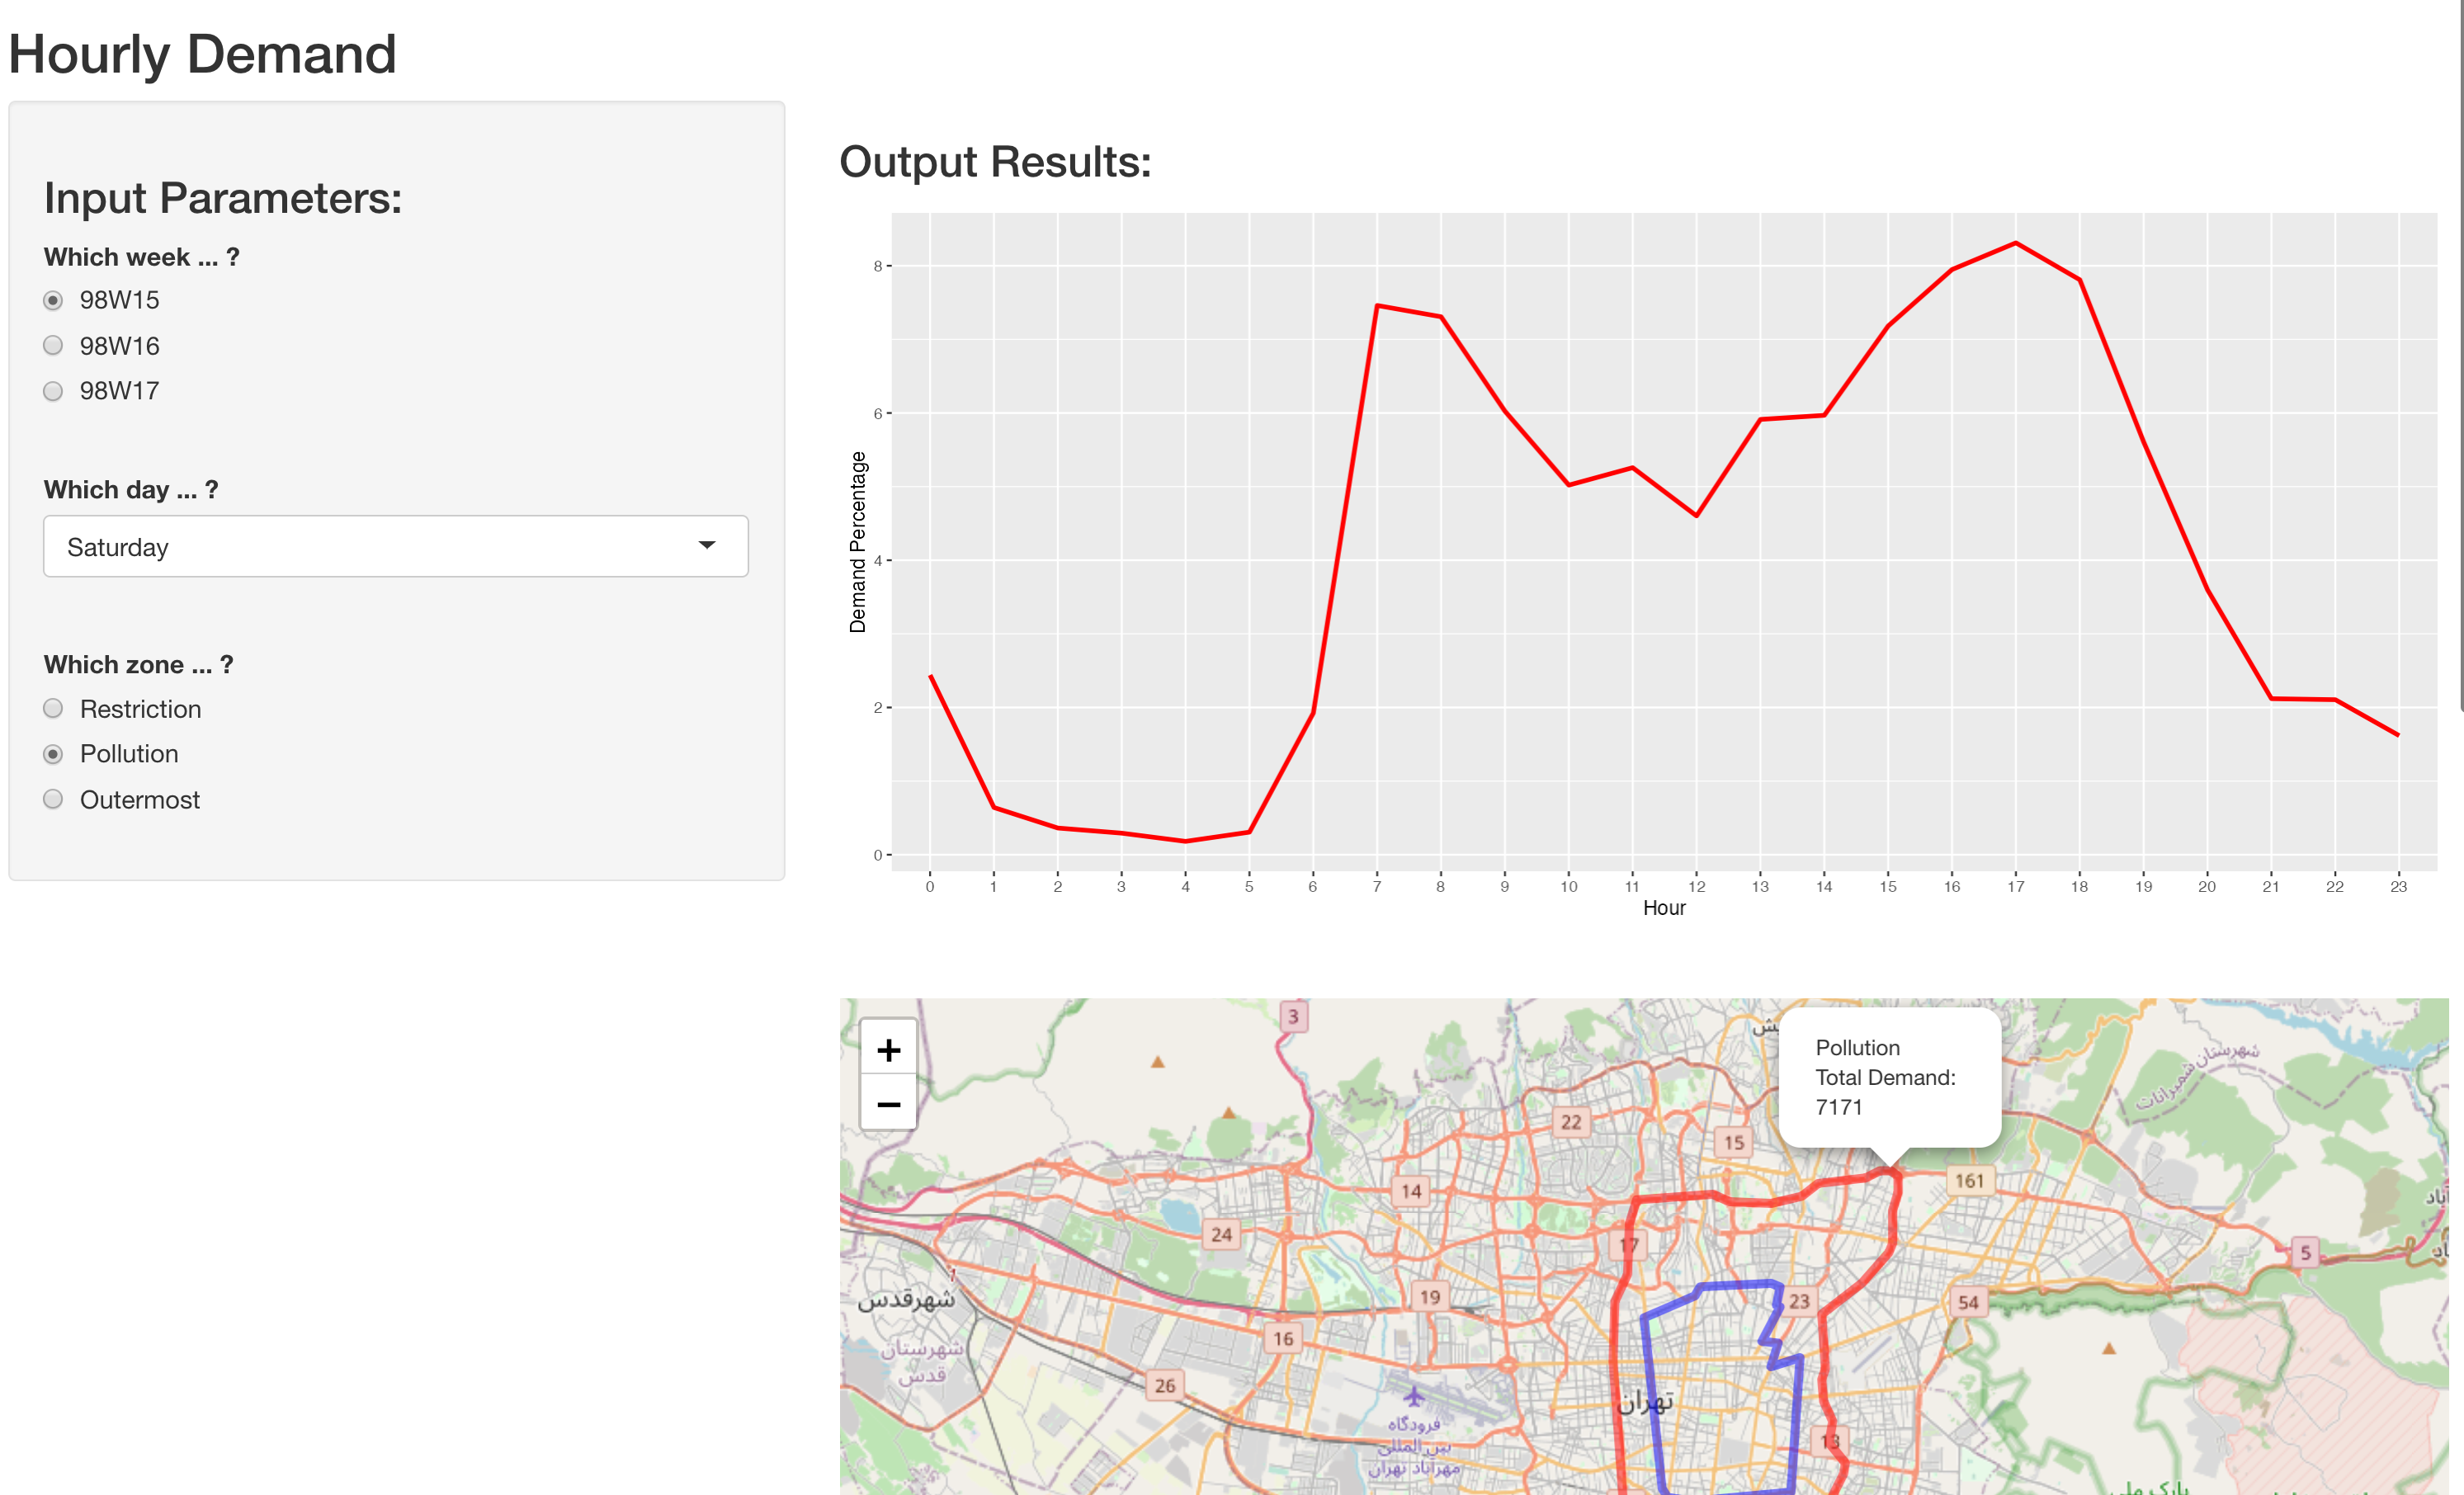 Hourly Demand
Input Parameters:
Which week ... ?
98W15
98W16
98W17
Which day ... ?
Saturday
Which zone ... ?
Restriction
Pollution
Outermost
Output Results:
Demand Percentage
8
6
4
2
0
0 1 2 3 4 5 6 7 8 9 10 11 12 13 14 15 16 17 18 19 20 21 22 23
Hour
+
−
Pollution
Total Demand:
7171
3
شهرستان شمیرانات
22
15
14
161
24
17
5
شهرقدس
19
23
54
16
شهرستان
قدس
26
تهران
فرودگاه
بین المللی
مهرآباد تهران
13